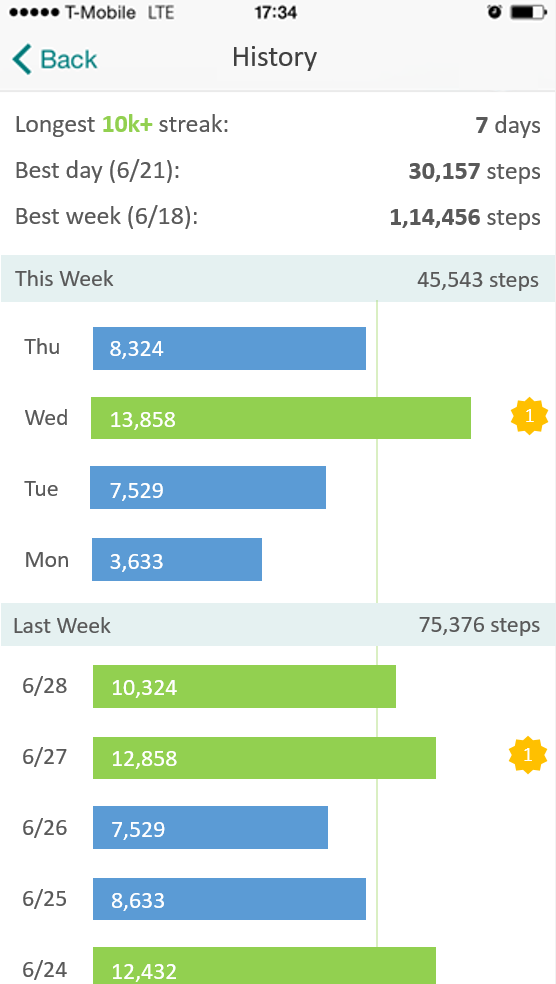 T-Mobile LTE 17:34
Back History
Longest 10k+ streak: 7 days
Best day (6/21): 30,157 steps
Best week (6/18): 1,14,456 steps
This Week 45,543 steps
Thu 8,324
Wed 13,858 1
Tue 7,529
Mon 3,633
Last Week 75,376 steps
6/28 10,324
6/27 12,858 1
6/26 7,529
6/25 8,633
6/24 12,432